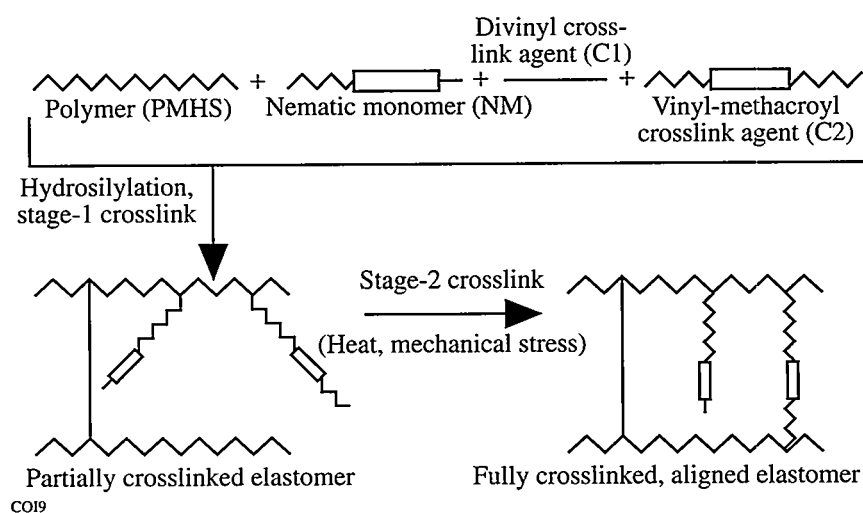 Divinyl cross-
link agent (C1)
+
+
+
Polymer (PMHS)
Nematic monomer (NM)
Vinyl-methacroyl
crosslink agent (C2)
Hydrosilylation,
stage-1 crosslink
Stage-2 crosslink
(Heat, mechanical stress)
Partially crosslinked elastomer
Fully crosslinked, aligned elastomer
COI9